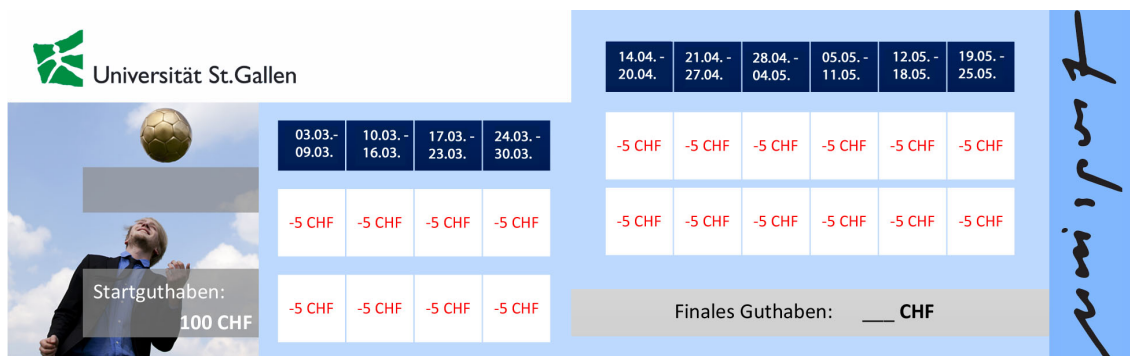 Universität St.Gallen
03.03.- 09.03.
10.03. - 16.03.
17.03. - 23.03.
24.03. - 30.03.
-5 CHF -5 CHF -5 CHF -5 CHF
-5 CHF -5 CHF -5 CHF -5 CHF
Startguthaben:
100 CHF
14.04. - 20.04.
21.04. - 27.04.
28.04. - 04.05.
05.05. - 11.05.
12.05. - 18.05.
19.05. - 25.05.
-5 CHF -5 CHF -5 CHF -5 CHF -5 CHF -5 CHF
-5 CHF -5 CHF -5 CHF -5 CHF -5 CHF -5 CHF
Finales Guthaben: ___ CHF
unisport